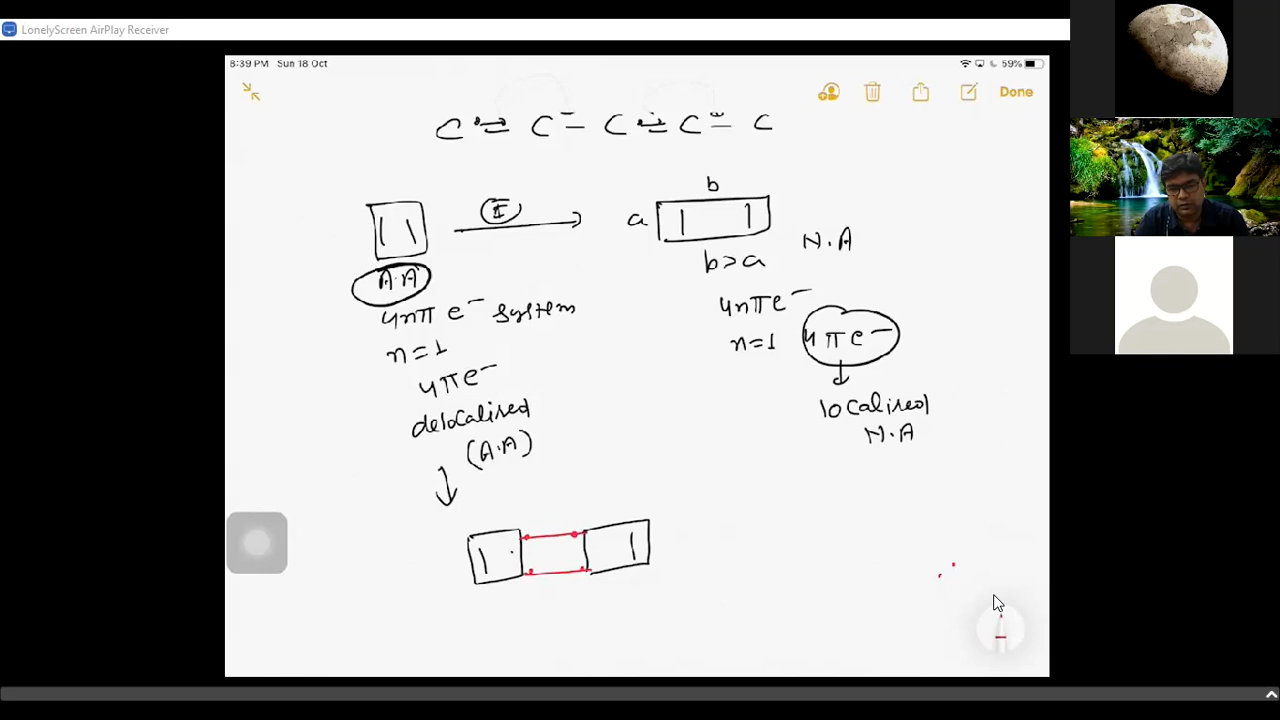 LonelyScreen AirPlay Receiver
8:39 PM Sun 18 Oct
59%
Done
C = C - C = C - C
I
b
a
N.A
b>a
A.A
4nπ e⁻ system
n=1
4πe⁻
delocalised
(A.A)
4nπe⁻
n=1 4πe⁻
localised
N.A